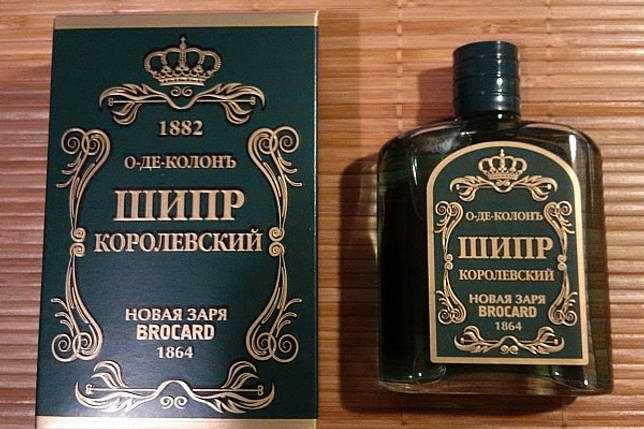 1882
О-ДЕ-КОЛОНЪ
ШИПР
КОРОЛЕВСКИЙ
НОВАЯ ЗАРЯ
BROCARD
1864
О-ДЕ-КОЛОНЪ
ШИПР
КОРОЛЕВСКИЙ
НОВАЯ ЗАРЯ
BROCARD
1864